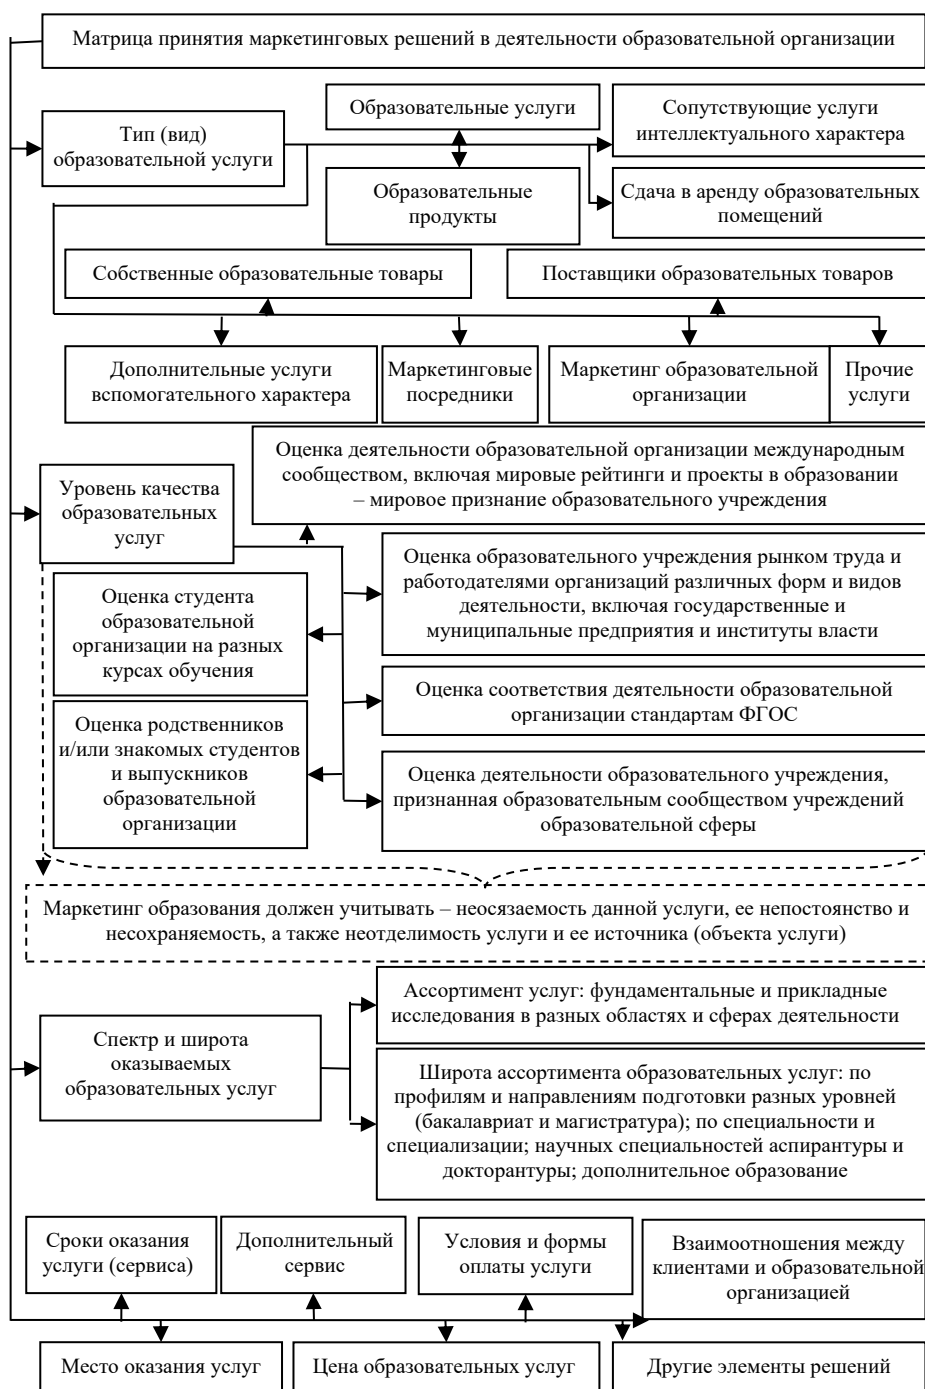 Матрица принятия маркетинговых решений в деятельности образовательной организации
Образовательные услуги
Сопутствующие услуги
интеллектуального характера
Тип (вид)
образовательной услуги
Образовательные
продукты
Сдача в аренду образовательных
помещений
Собственные образовательные товары
Поставщики образовательных товаров
Дополнительные услуги
вспомогательного характера
Маркетинговые
посредники
Маркетинг образовательной
организации
Прочие
услуги
Оценка деятельности образовательной организации международным
сообществом, включая мировые рейтинги и проекты в образовании
– мировое признание образовательного учреждения
Уровень качества
образовательных
услуг
Оценка образовательного учреждения рынком труда и
работодателями организаций различных форм и видов
деятельности, включая государственные и
муниципальные предприятия и институты власти
Оценка студента
образовательной
организации на разных
курсах обучения
Оценка соответствия деятельности образовательной
организации стандартам ФГОС
Оценка родственников
и/или знакомых студентов
и выпускников
образовательной
организации
Оценка деятельности образовательного учреждения,
признанная образовательным сообществом учреждений
образовательной сферы
Маркетинг образования должен учитывать – неосязаемость данной услуги, ее непостоянство и
несохраняемость, а также неотделимость услуги и ее источника (объекта услуги)
Ассортимент услуг: фундаментальные и прикладные
исследования в разных областях и сферах деятельности
Спектр и широта
оказываемых
образовательных услуг
Широта ассортимента образовательных услуг: по
профилям и направлениям подготовки разных уровней
(бакалавриат и магистратура); по специальности и
специализации; научных специальностей аспирантуры и
докторантуры; дополнительное образование
Сроки оказания
услуги (сервиса)
Дополнительный
сервис
Условия и формы
оплаты услуги
Взаимоотношения между
клиентами и образовательной
организацией
Место оказания услуг
Цена образовательных услуг
Другие элементы решений